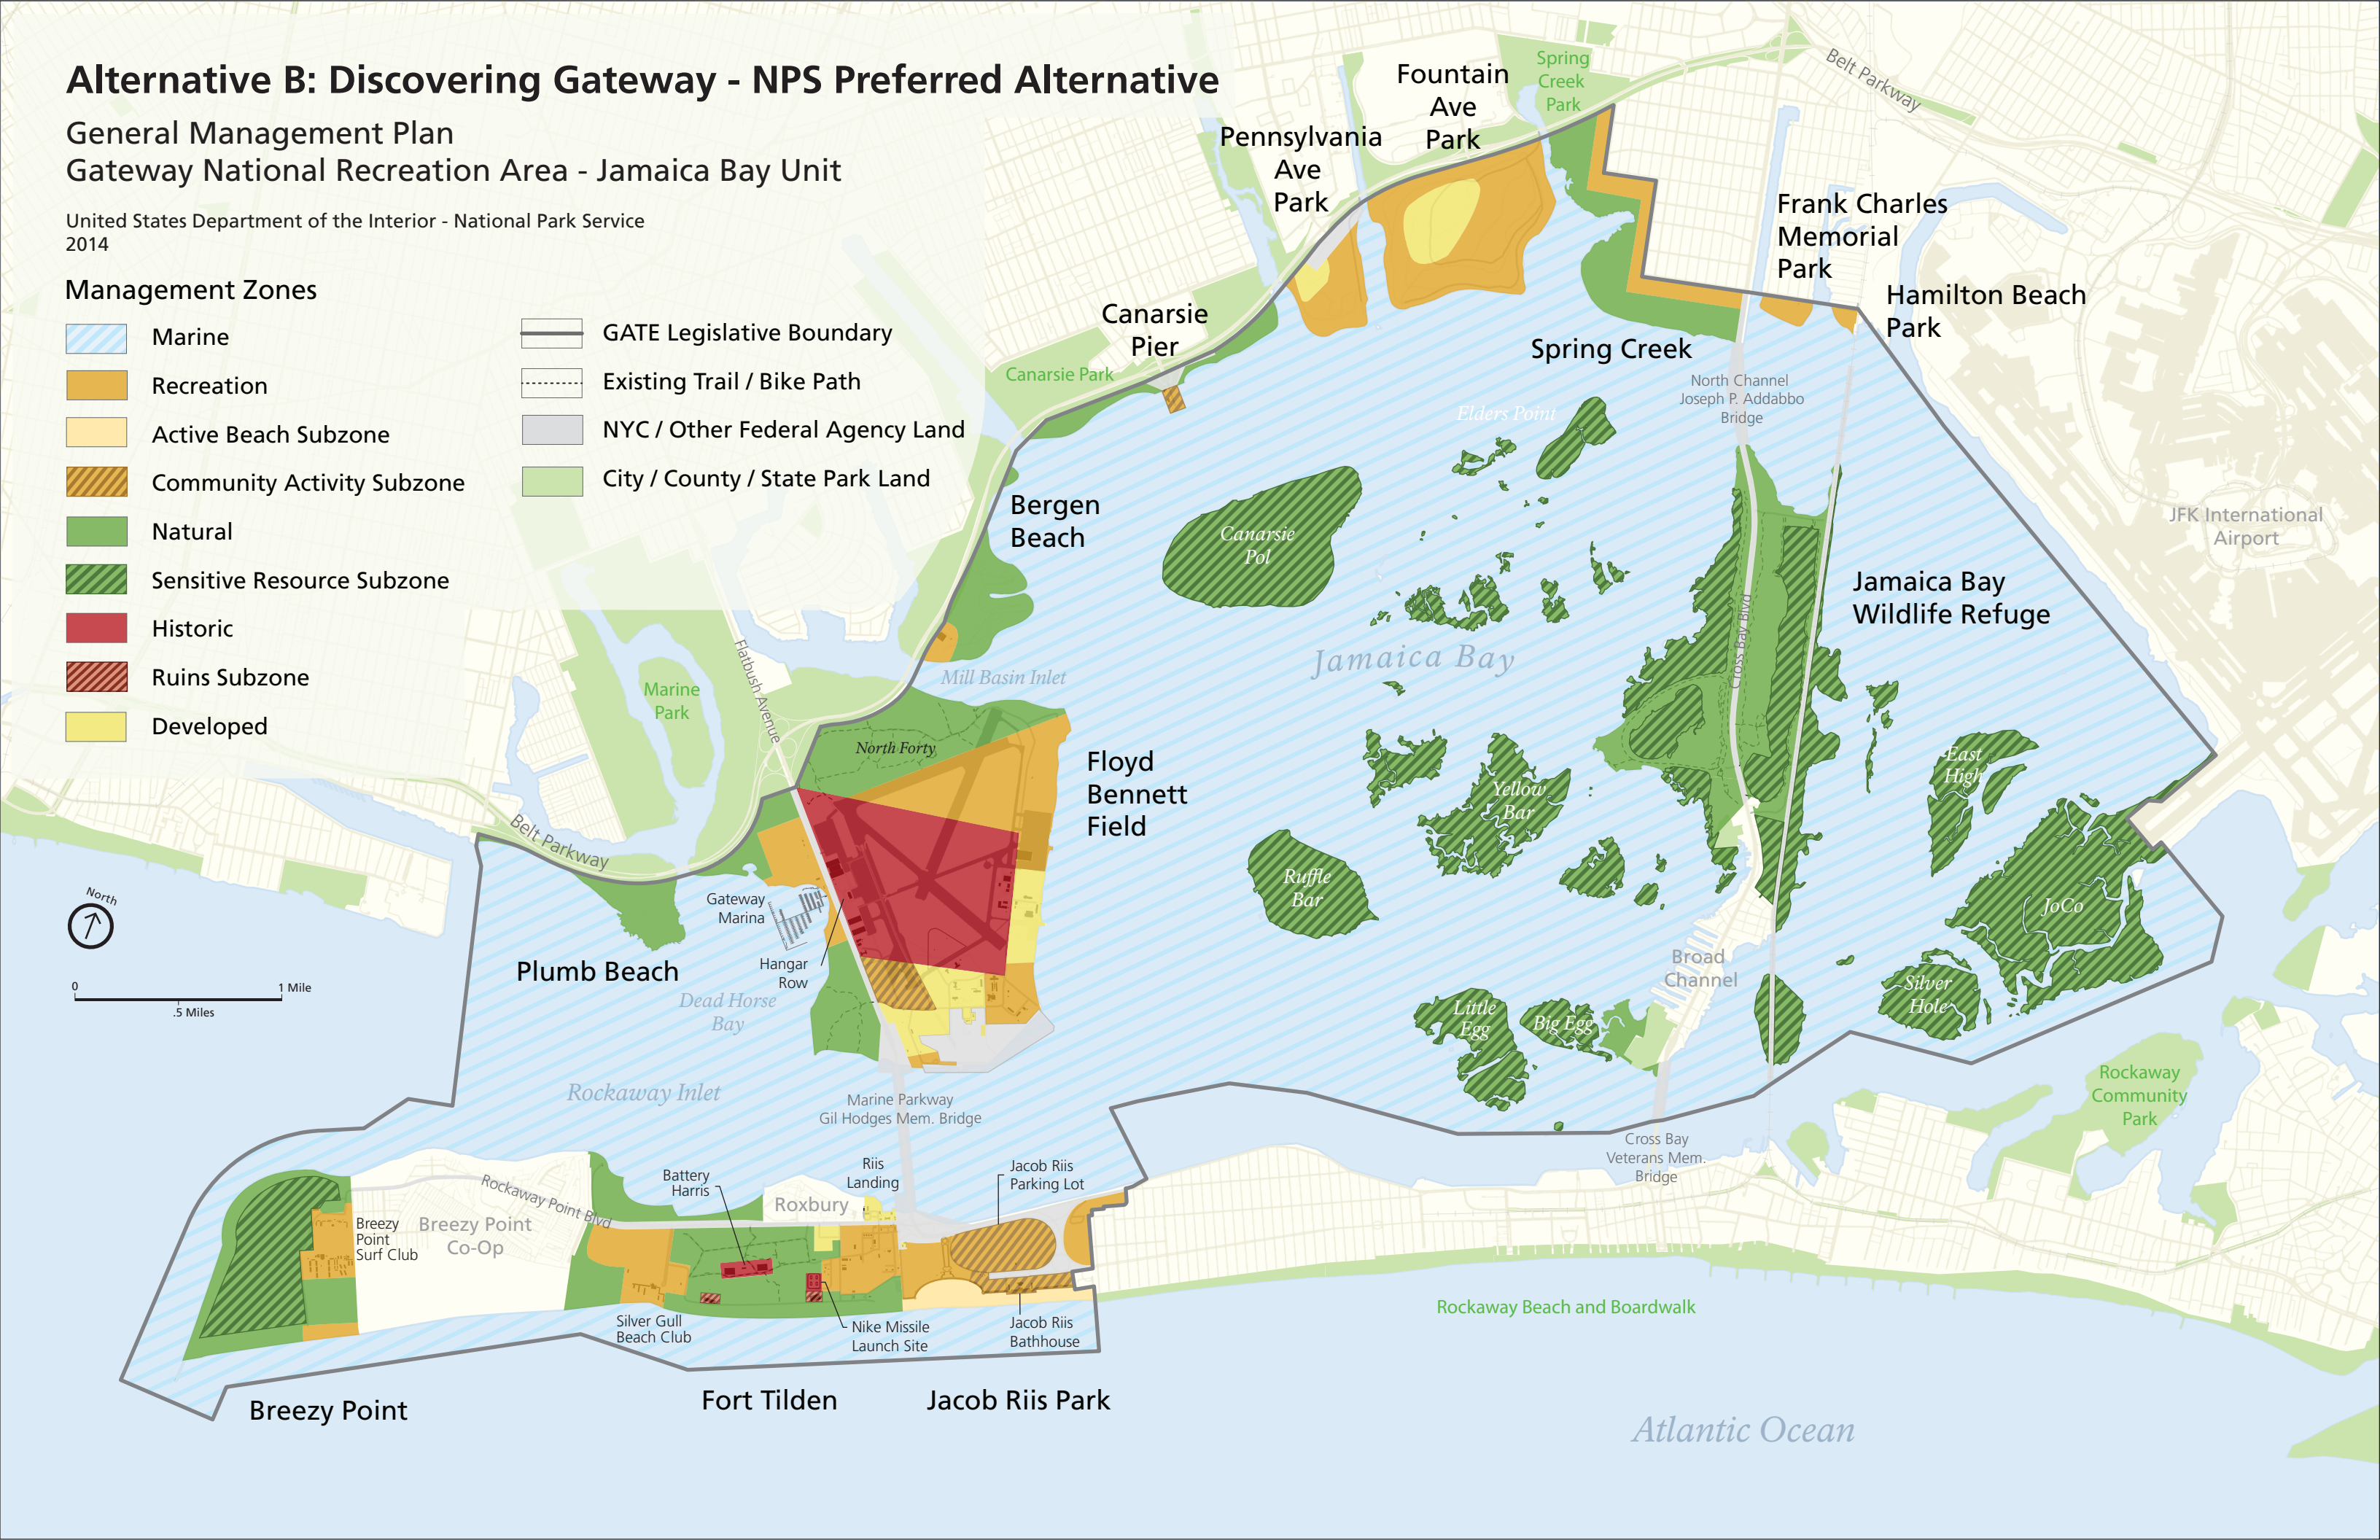 Alternative B: Discovering Gateway - NPS Preferred Alternative
General Management Plan
Gateway National Recreation Area - Jamaica Bay Unit
United States Department of the Interior - National Park Service
2014
Management Zones
Marine
Recreation
Active Beach Subzone
Community Activity Subzone
Natural
Sensitive Resource Subzone
Historic
Ruins Subzone
Developed
GATE Legislative Boundary
Existing Trail / Bike Path
NYC / Other Federal Agency Land
City / County / State Park Land
Spring
Creek
Park
Belt Parkway
Fountain
Ave
Park
Pennsylvania
Ave
Park
Frank Charles
Memorial
Park
Hamilton Beach
Park
Canarsie
Pier
Canarsie Park
Spring Creek
North Channel
Joseph P. Addabbo
Bridge
Elders Point
JFK International
Airport
Bergen
Beach
Canarsie
Pol
Jamaica Bay
Wildlife Refuge
Cross Bay Blvd
Jamaica Bay
Mill Basin Inlet
Flatbush Avenue
Marine
Park
North Forty
Floyd
Bennett
Field
Yellow
Bar
East
High
Belt Parkway
Ruffle
Bar
JoCo
North
Gateway
Marina
Hangar
Row
Plumb Beach
Dead Horse
Bay
Broad
Channel
Silver
Hole
Little
Egg
Big Egg
0
1 Mile
.5 Miles
Rockaway Inlet
Marine Parkway
Gil Hodges Mem. Bridge
Rockaway
Community
Park
Cross Bay
Veterans Mem.
Bridge
Battery
Harris
Riis
Landing
Jacob Riis
Parking Lot
Rockaway Point Blvd
Roxbury
Breezy
Point
Surf Club
Breezy Point
Co-Op
Silver Gull
Beach Club
Nike Missile
Launch Site
Jacob Riis
Bathhouse
Rockaway Beach and Boardwalk
Breezy Point
Fort Tilden
Jacob Riis Park
Atlantic Ocean